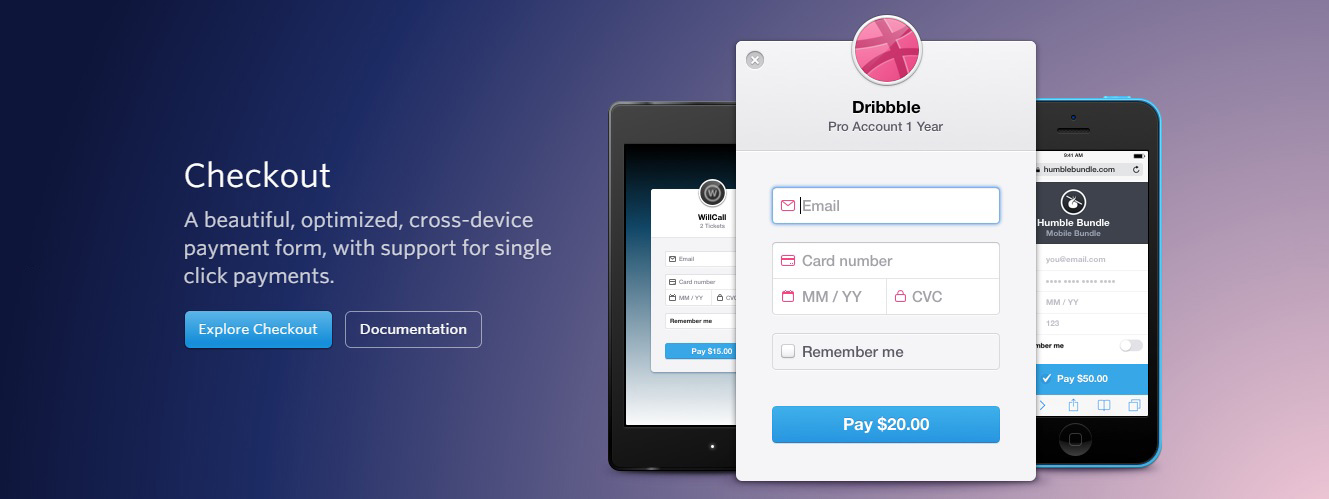 Checkout
A beautiful, optimized, cross-device
payment form, with support for single
click payments.
Explore Checkout
Documentation
W
WillCall
2 Tickets
Email
Card number
MM / YY
CVC
Remember me
Pay $15.00
Dribbble
Pro Account 1 Year
Email
Card number
MM / YY
CVC
Remember me
Pay $20.00
9:41 AM
humblebundle.com
Humble Bundle
Mobile Bundle
you@email.com
MM / YY
123
mber me
Pay $50.00